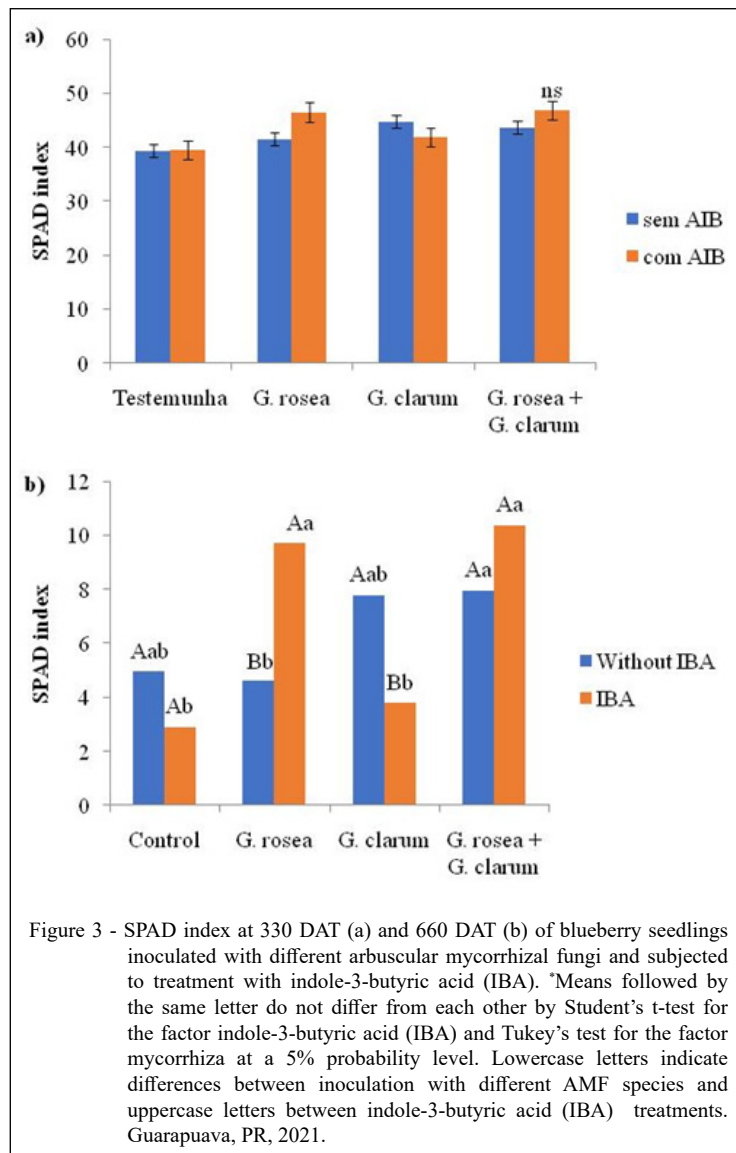 a)
60
50
40
30
20
10
0
SPAD index
ns
sem AIB
com AIB
Testemunha
G. rosea
G. clarum
G. rosea +
G. clarum
b)
12
10
8
6
4
2
0
SPAD index
Aab
Ab
Bb
Aa
Aab
Bb
Aa
Aa
Without IBA
IBA
Control
G. rosea
G. clarum
G. rosea +
G. clarum
Figure 3 - SPAD index at 330 DAT (a) and 660 DAT (b) of blueberry seedlings
inoculated with different arbuscular mycorrhizal fungi and subjected
to treatment with indole-3-butyric acid (IBA). *Means followed by
the same letter do not differ from each other by Student's t-test for
the factor indole-3-butyric acid (IBA) and Tukey's test for the factor
mycorrhiza at a 5% probability level. Lowercase letters indicate
differences between inoculation with different AMF species and
uppercase letters between indole-3-butyric acid (IBA) treatments.
Guarapuava, PR, 2021.